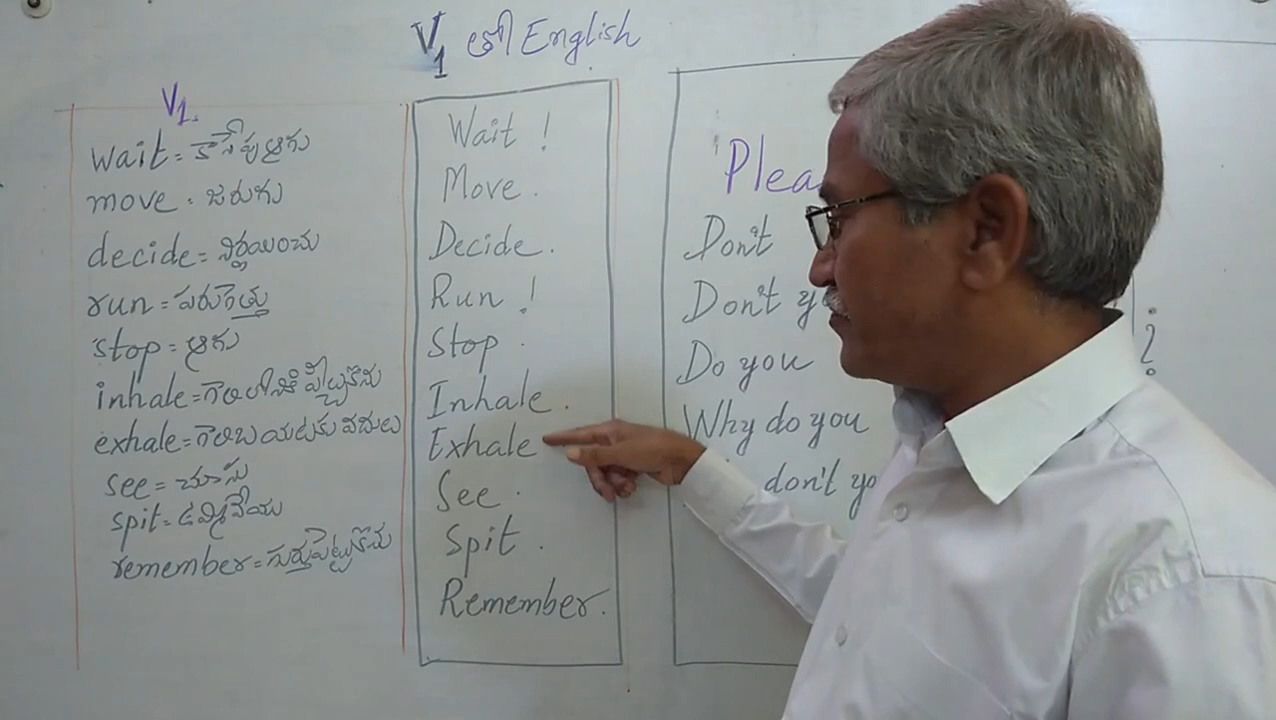 V1 తో English
V1.
wait = కాసేపు ఆగు
move = జరుగు
decide = నిర్ణయించు
run = పరుగెత్తు
stop = ఆగు
inhale = గాలి పీల్చుకొను
exhale = గాలి బయటకు వదులు
see = చూసు
spit = ఉమ్మివేయు
remember = గుర్తుపెట్టుకొను
Wait !
Move .
Decide .
Run !
Stop .
Inhale .
Exhale
See .
Spit .
Remember .
Plea
Don't
Don't yo
Do you
Why do you
don't yo
?